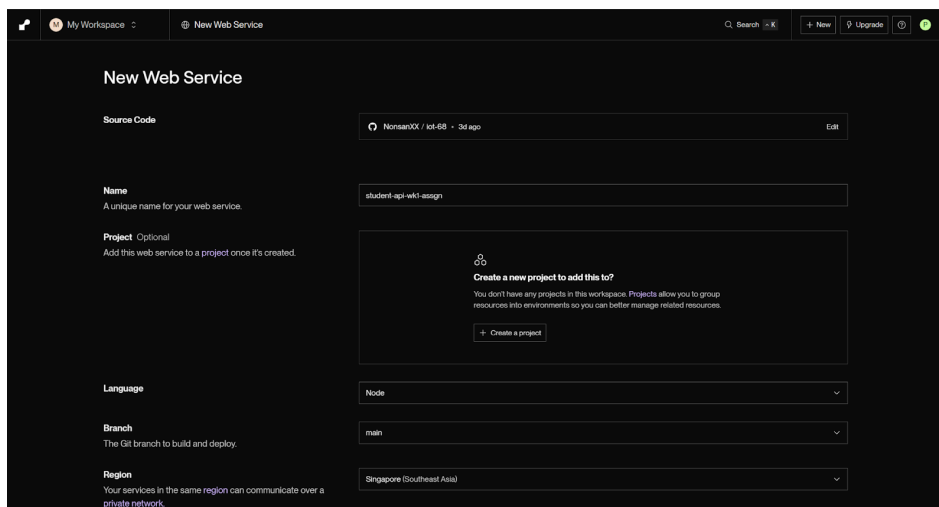 M My Workspace New Web Service Search ^ K + New Upgrade ? P
New Web Service
Source Code
NonsanXX / iot-68 • 3d ago Edit
Name
A unique name for your web service.
student-api-wk1-assgn
Project Optional
Add this web service to a project once it's created.
Create a new project to add this to?
You don't have any projects in this workspace. Projects allow you to group
resources into environments so you can better manage related resources.
+ Create a project
Language
Node
Branch
The Git branch to build and deploy.
main
Region
Your services in the same region can communicate over a
private network.
Singapore (Southeast Asia)